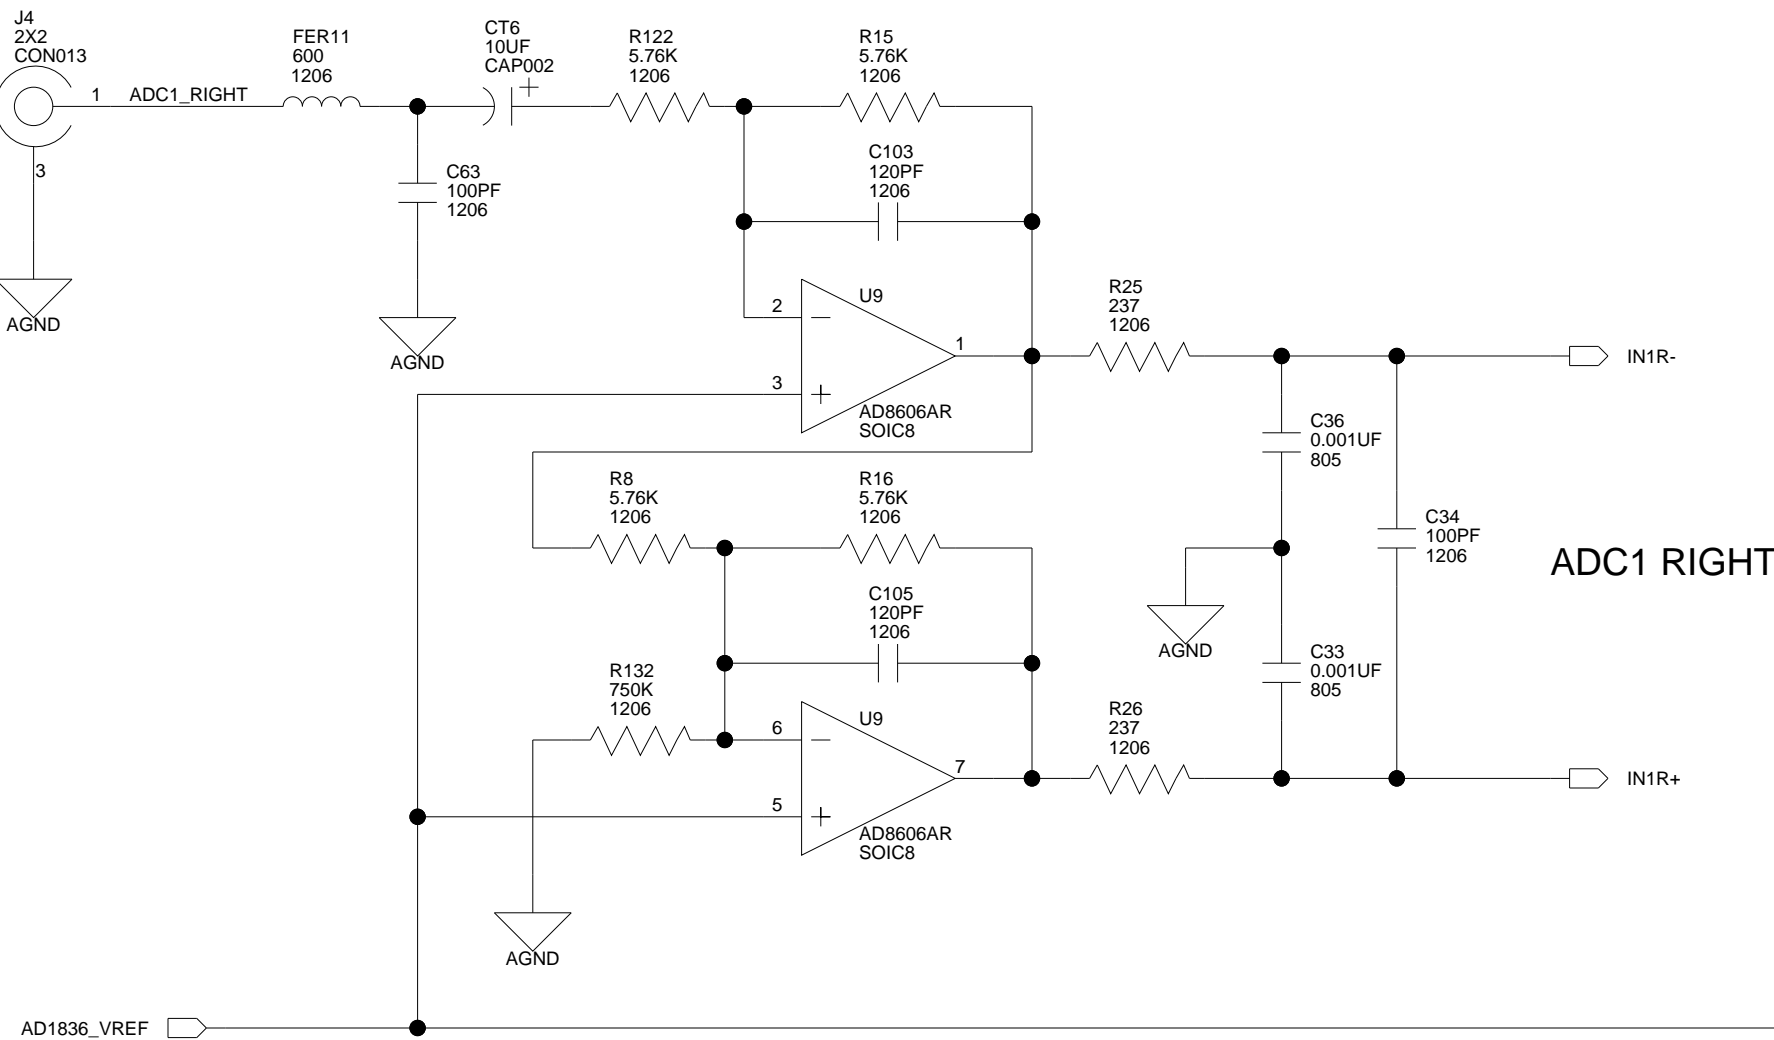 J4
2X2
CON013
1
ADC1_RIGHT
3
AGND
FER11
600
1206
C63
100PF
1206
AGND
CT6
10UF
CAP002
+
R122
5.76K
1206
R15
5.76K
1206
C103
120PF
1206
U9
2
−
3
+
1
AD8606AR
SOIC8
R25
237
1206
IN1R-
C36
0.001UF
805
C34
100PF
1206
ADC1 RIGHT
AGND
C33
0.001UF
805
R8
5.76K
1206
R16
5.76K
1206
C105
120PF
1206
R132
750K
1206
U9
6
−
5
+
7
AD8606AR
SOIC8
R26
237
1206
IN1R+
AGND
AD1836_VREF